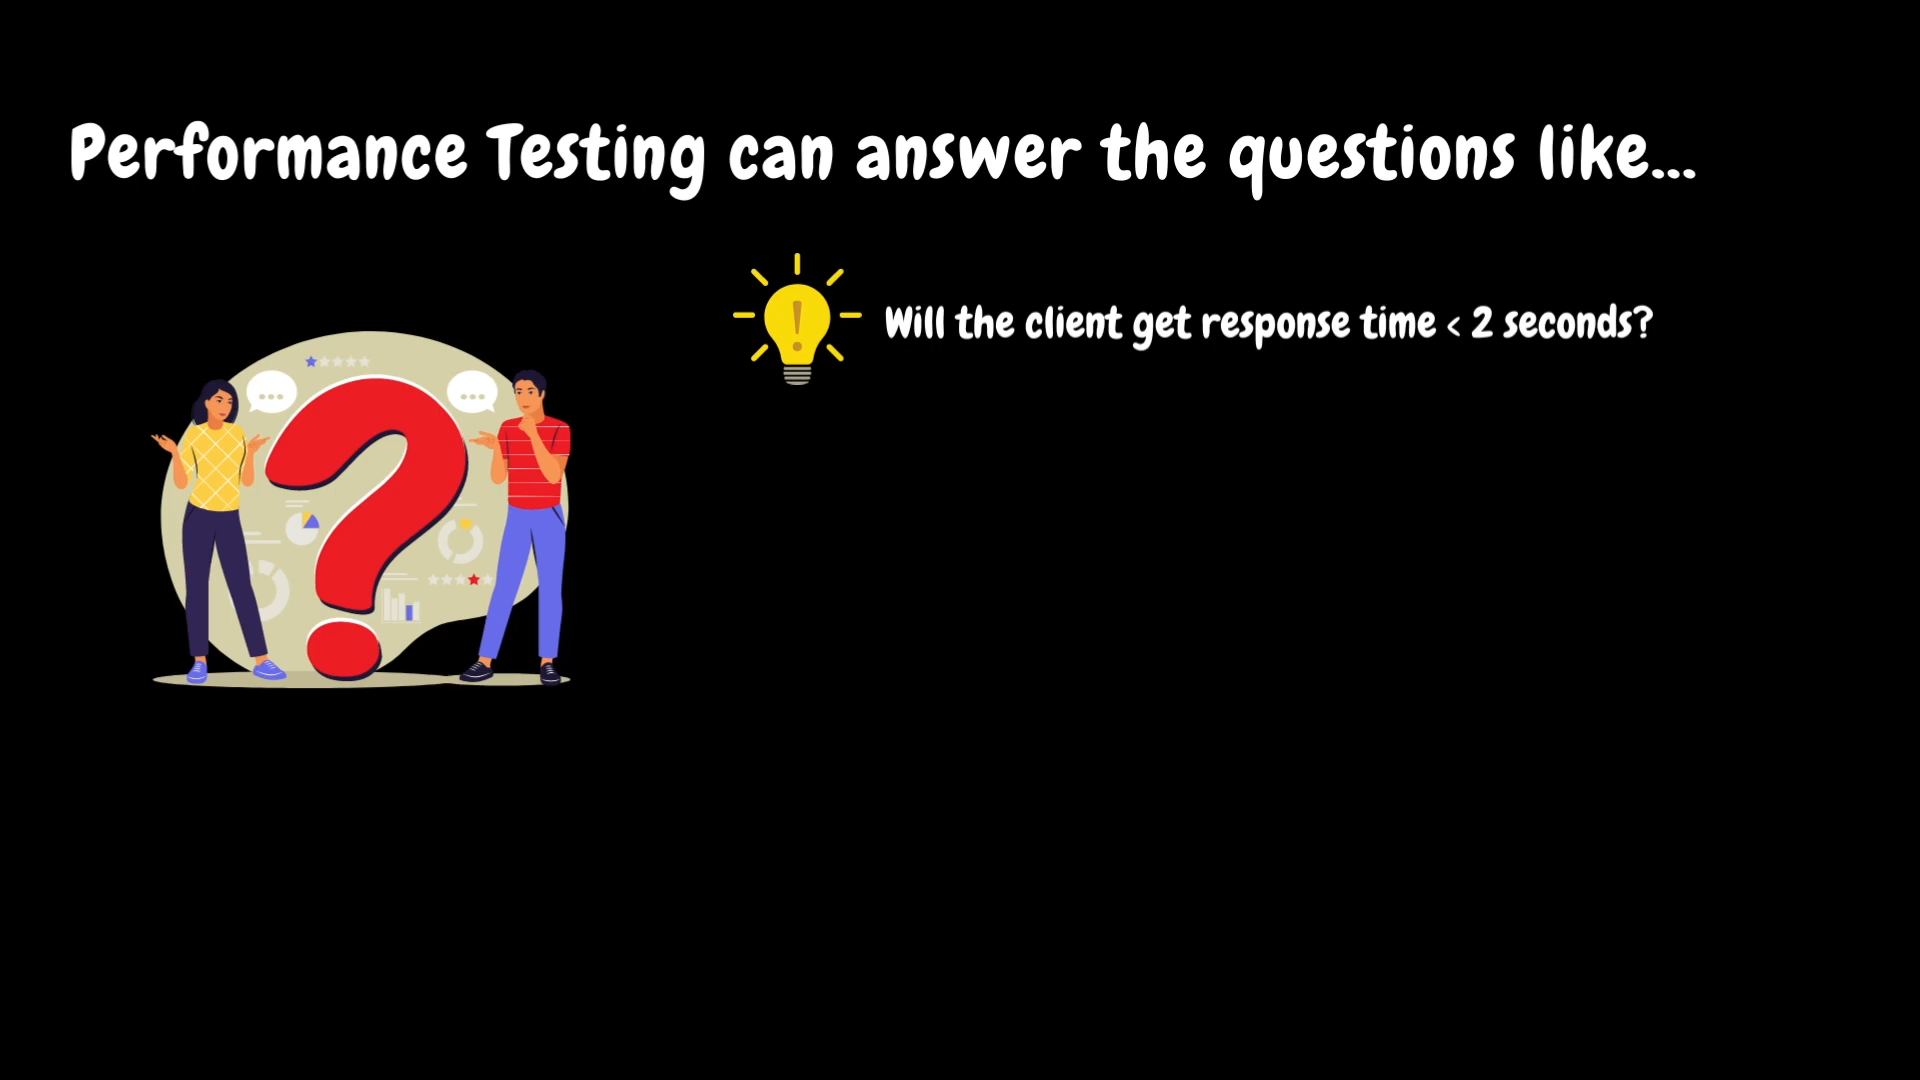 Performance Testing can answer the questions like...
Will the client get response time < 2 seconds?